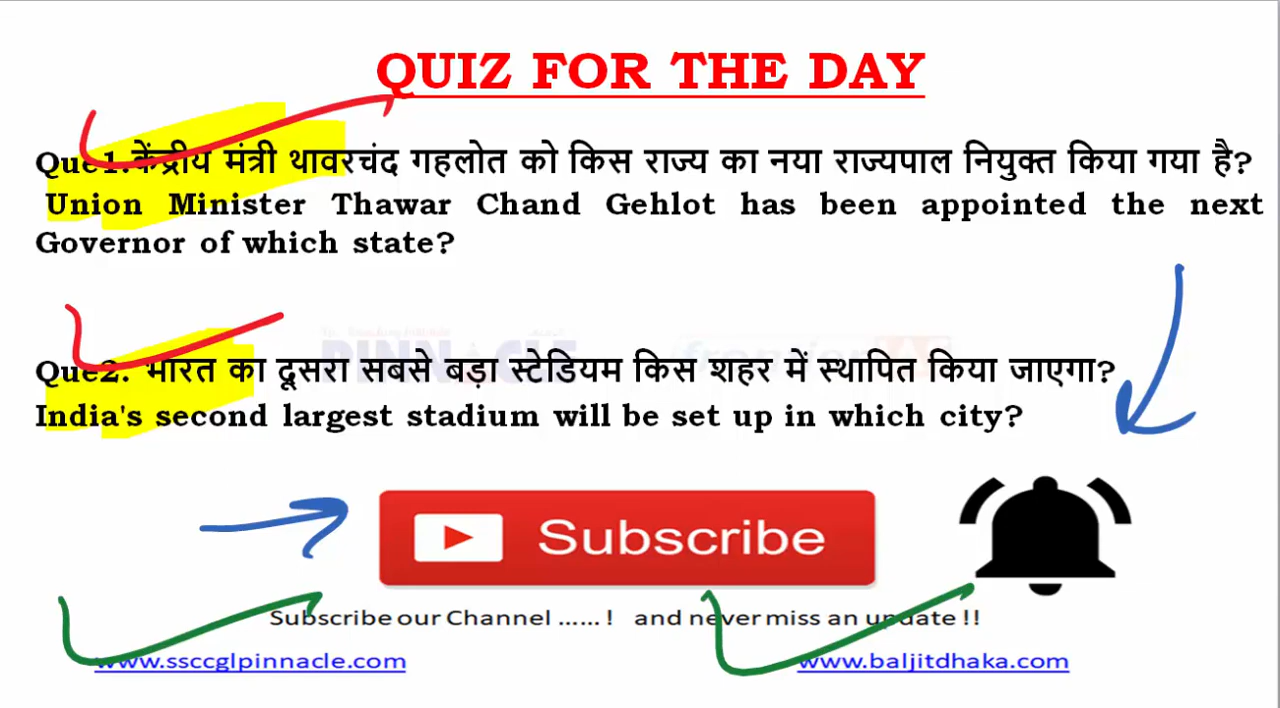 QUIZ FOR THE DAY
Que1.केंद्रीय मंत्री थावरचंद गहलोत को किस राज्य का नया राज्यपाल नियुक्त किया गया है?
Union Minister Thawar Chand Gehlot has been appointed the next
Governor of which state?
PINNACLE
Que2. भारत का दूसरा सबसे बड़ा स्टेडियम किस शहर में स्थापित किया जाएगा?
India's second largest stadium will be set up in which city?
Subscribe
Subscribe our Channel ...... ! and never miss an update !!
www.ssccglpinnacle.com www.baljitdhaka.com